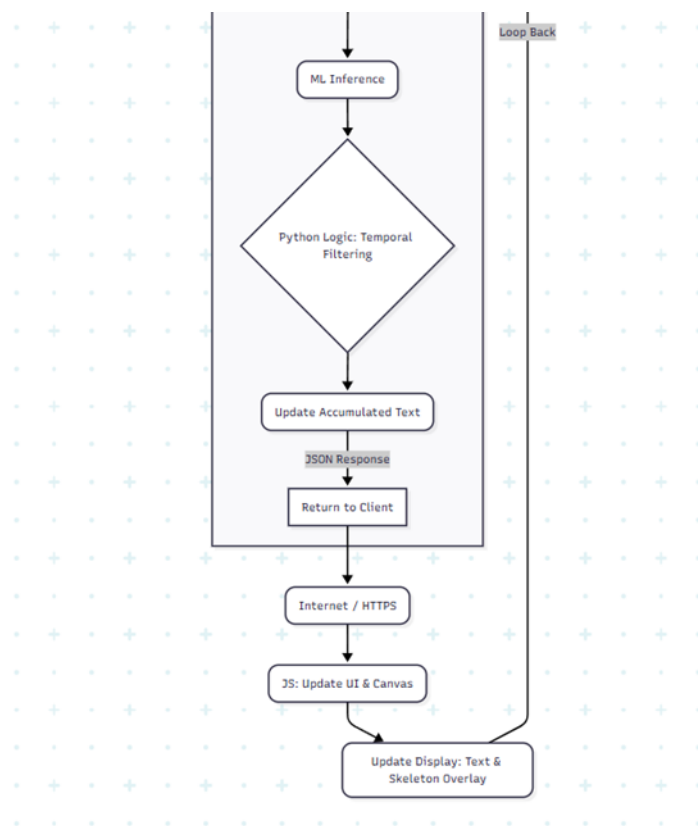 Loop Back
ML Inference
Python Logic: Temporal
Filtering
Update Accumulated Text
JSON Response
Return to Client
Internet / HTTPS
JS: Update UI & Canvas
Update Display: Text &
Skeleton Overlay